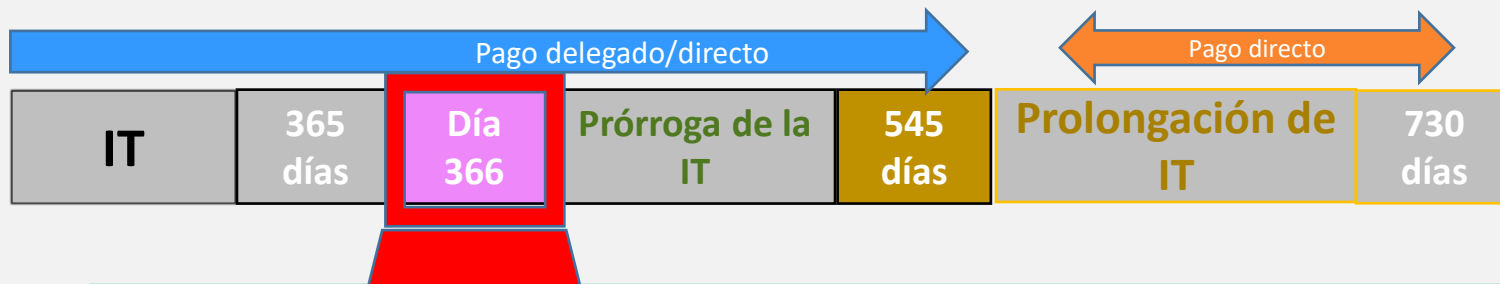 Pago delegado/directo
Pago directo
IT
365
días
Día
366
Prórroga de la
IT
545
días
Prolongación de
IT
730
días